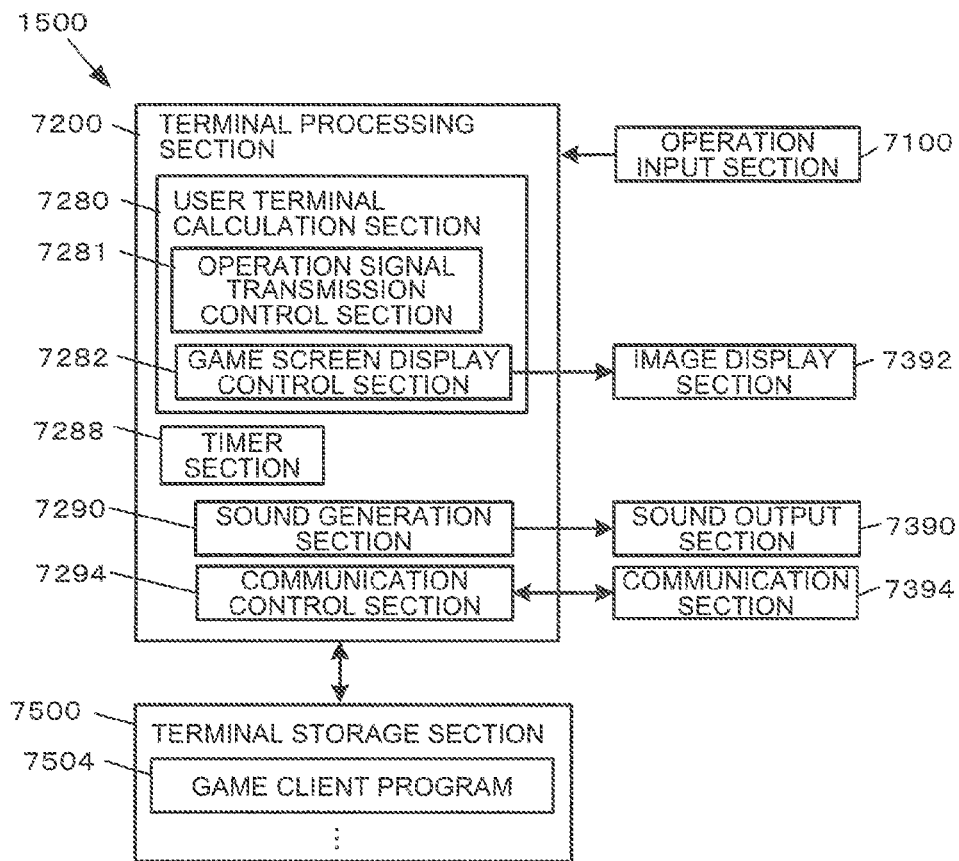 1500
7200
TERMINAL PROCESSING
SECTION
OPERATION
INPUT SECTION
7100
7280
USER TERMINAL
CALCULATION SECTION
7281
OPERATION SIGNAL
TRANSMISSION
CONTROL SECTION
7282
GAME SCREEN DISPLAY
CONTROL SECTION
IMAGE DISPLAY
SECTION
7392
7288
TIMER
SECTION
7290
SOUND GENERATION
SECTION
SOUND OUTPUT
SECTION
7390
7294
COMMUNICATION
CONTROL SECTION
COMMUNICATION
SECTION
7394
7500
TERMINAL STORAGE SECTION
7504
GAME CLIENT PROGRAM
⋮